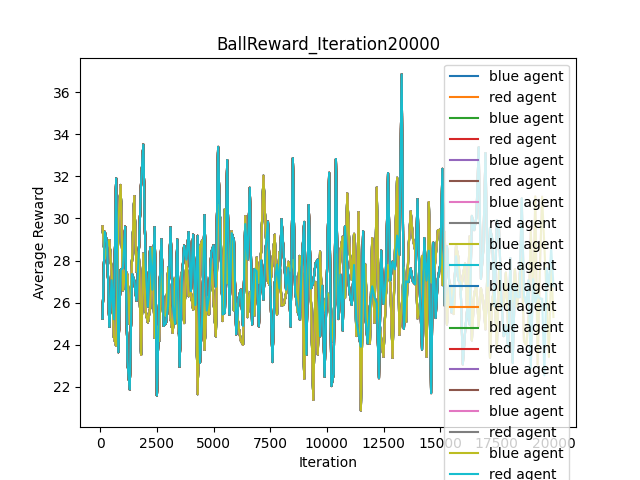 BallReward_Iteration20000
Average Reward
36
34
32
30
28
26
24
22
0 2500 5000 7500 10000 12500 15000 17500 20000
Iteration
blue agent
red agent
blue agent
red agent
blue agent
red agent
blue agent
red agent
blue agent
red agent
blue agent
red agent
blue agent
red agent
blue agent
red agent
blue agent
red agent
blue agent
red agent